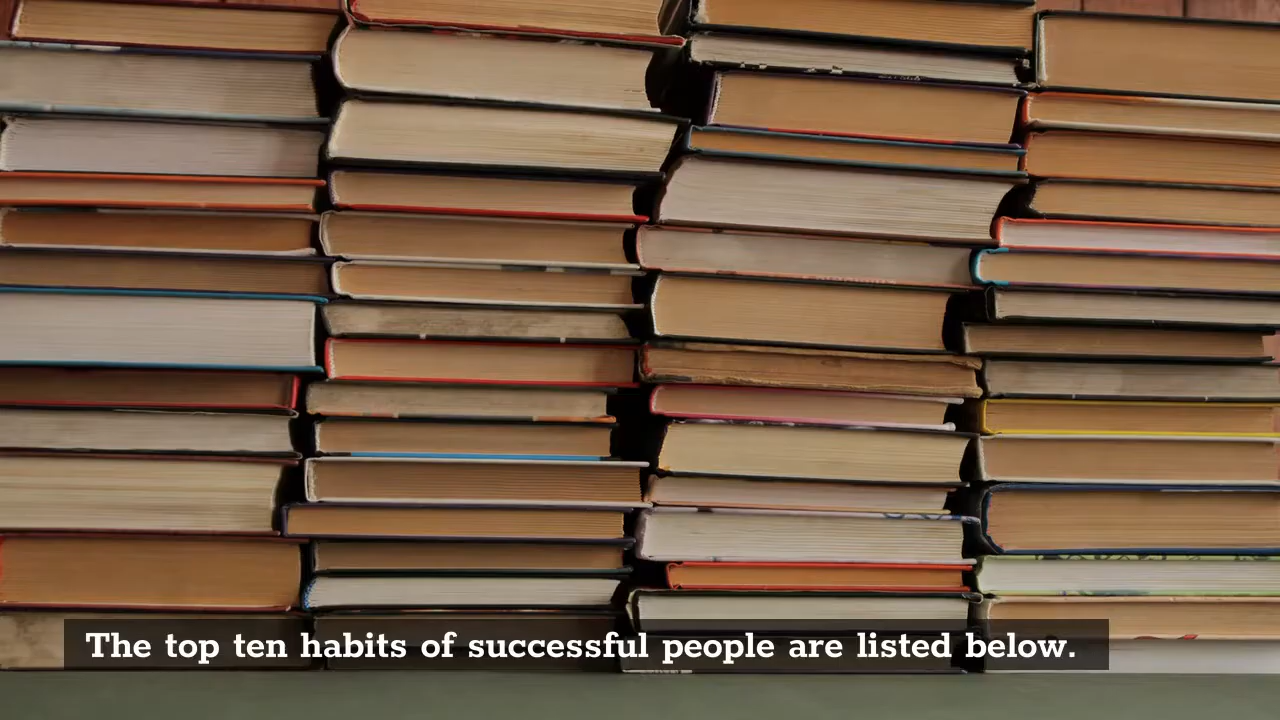 The top ten habits of successful people are listed below.